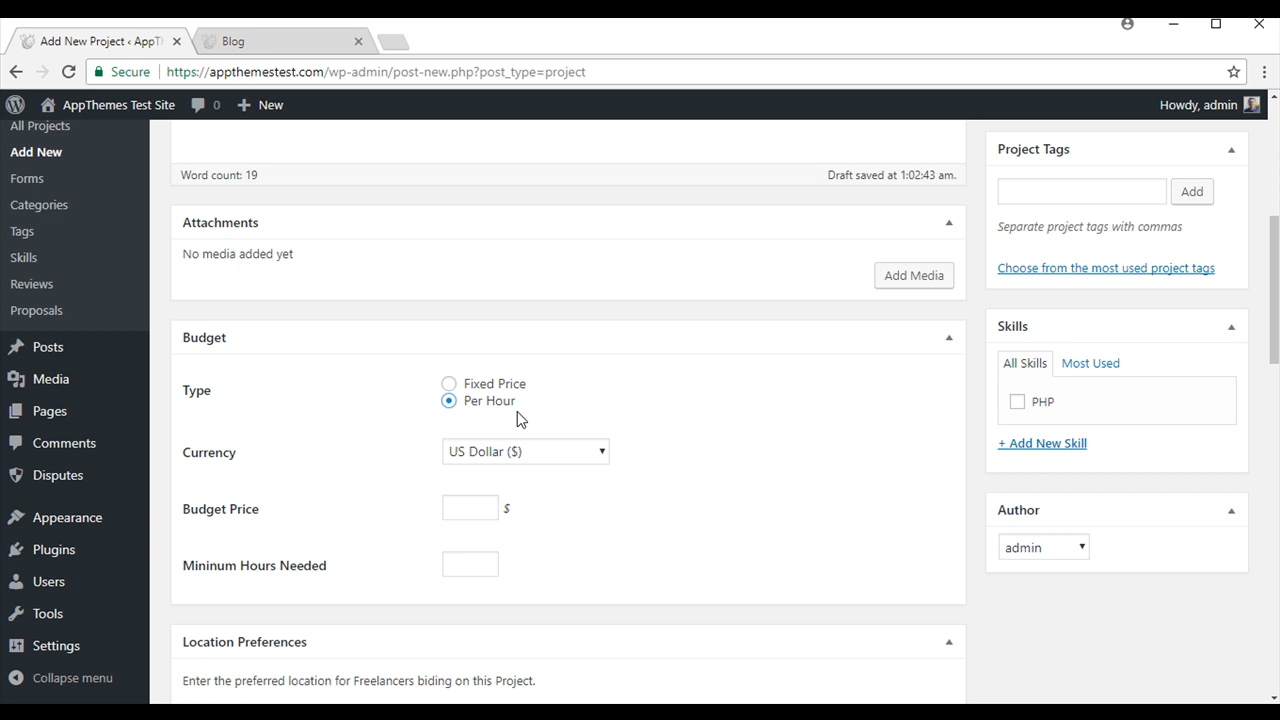 Add New Project ‹ AppTh
Blog
Secure
https://appthemestest.com/wp-admin/post-new.php?post_type=project
AppThemes Test Site
0
New
Howdy, admin
All Projects
Add New
Forms
Categories
Tags
Skills
Reviews
Proposals
Posts
Media
Pages
Comments
Disputes
Appearance
Plugins
Users
Tools
Settings
Collapse menu
Word count: 19
Draft saved at 1:02:43 am.
Attachments
No media added yet
Add Media
Budget
Type
Fixed Price
Per Hour
Currency
US Dollar ($)
Budget Price
$
Mininum Hours Needed
Location Preferences
Enter the preferred location for Freelancers biding on this Project.
Project Tags
Add
Separate project tags with commas
Choose from the most used project tags
Skills
All Skills
Most Used
PHP
+ Add New Skill
Author
admin